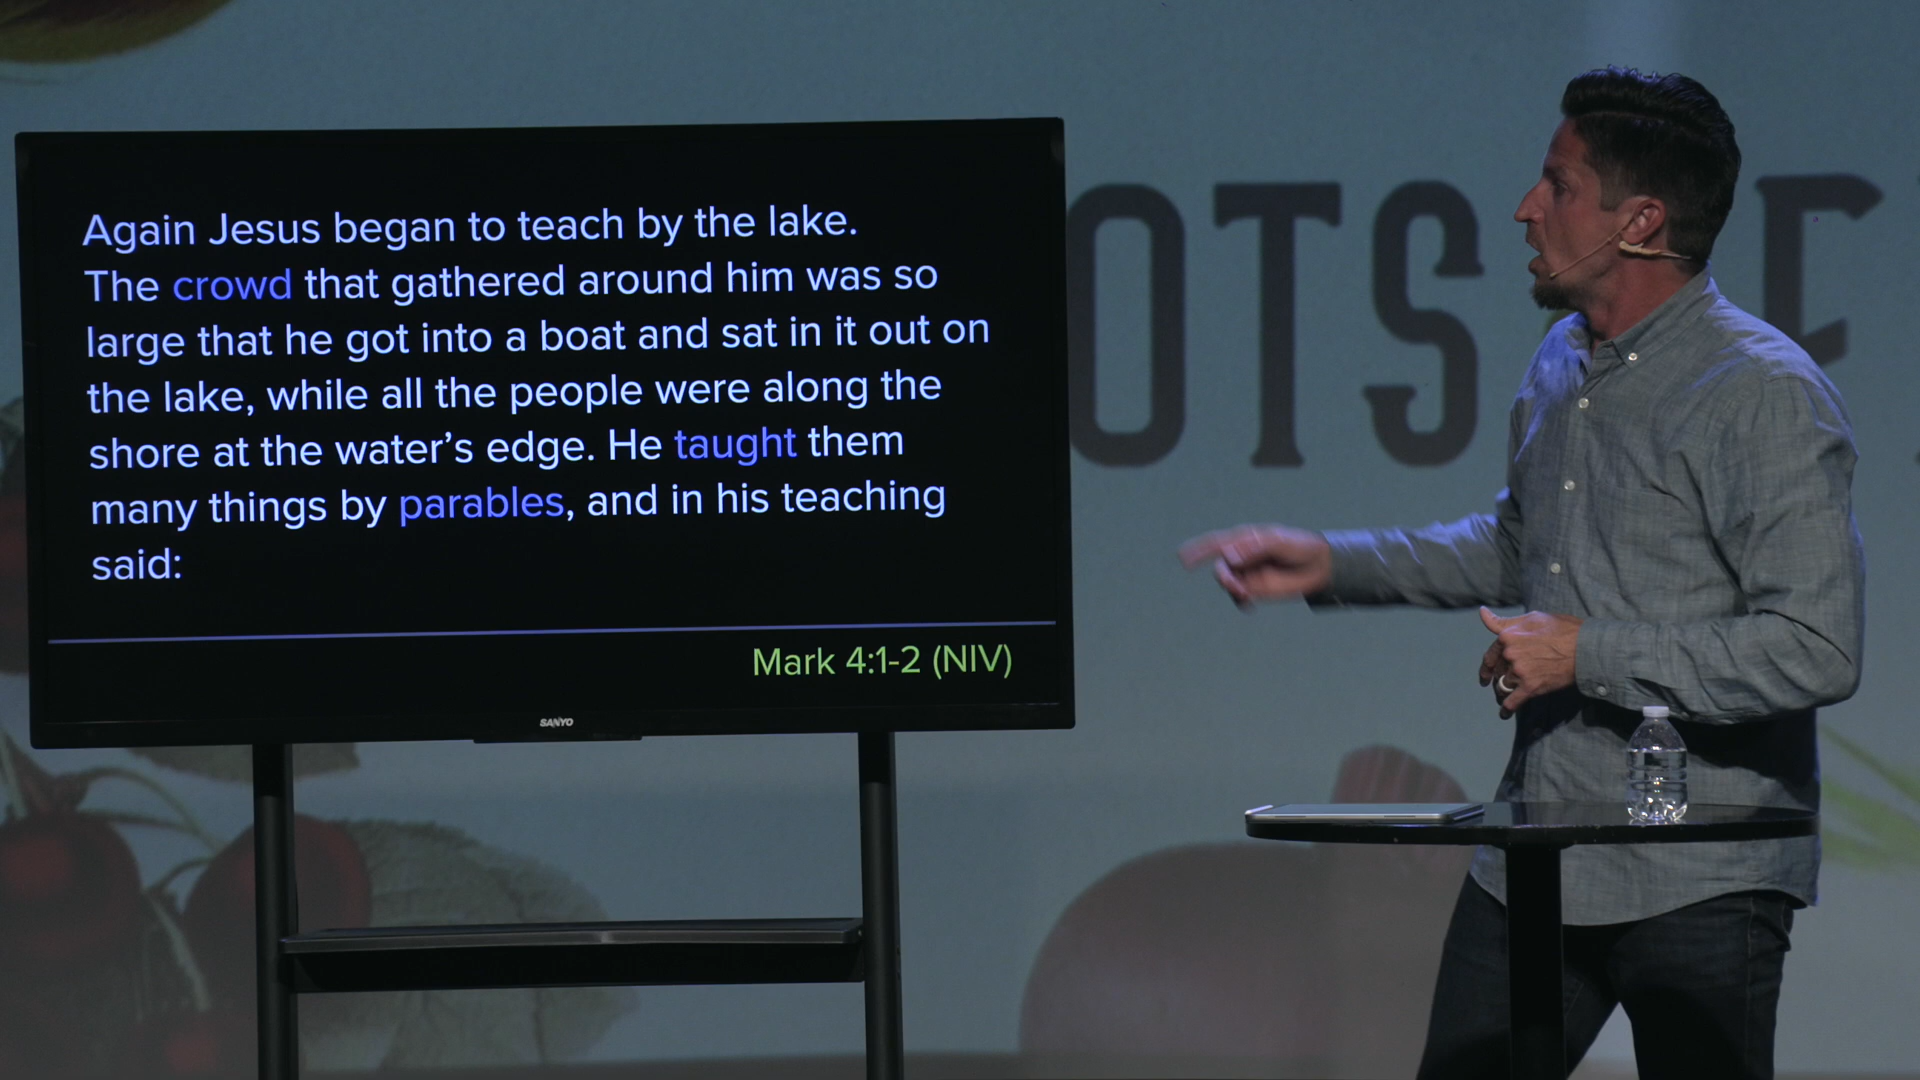 Again Jesus began to teach by the lake.
The crowd that gathered around him was so
large that he got into a boat and sat in it out on
the lake, while all the people were along the
shore at the water’s edge. He taught them
many things by parables, and in his teaching
said:
Mark 4:1-2 (NIV)
SANYO
OTS